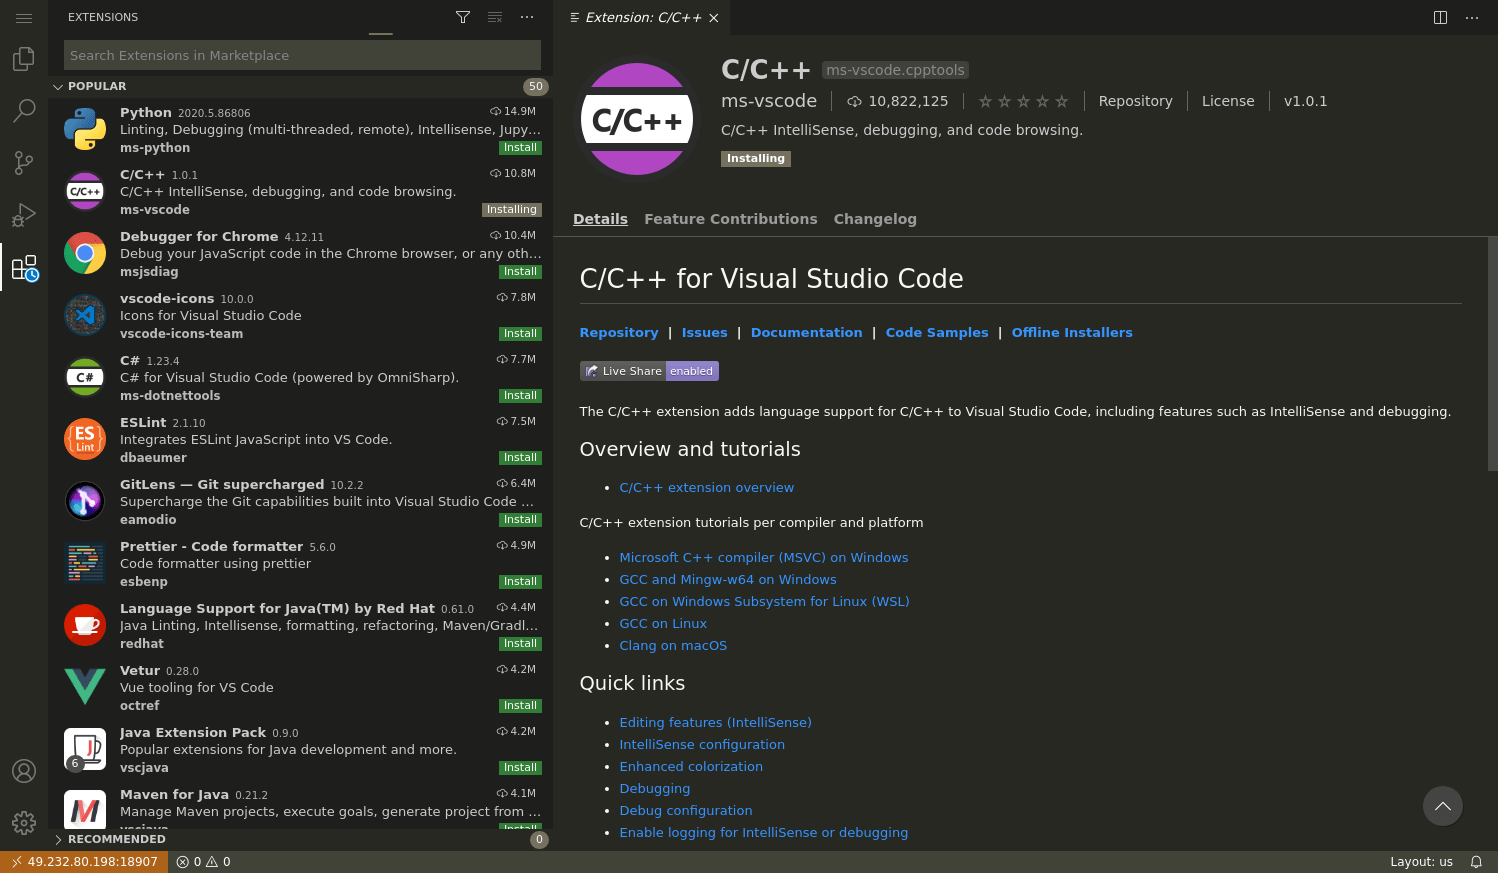 EXTENSIONS
Search Extensions in Marketplace
POPULAR 50
Python 2020.5.86806 14.9M
Linting, Debugging (multi-threaded, remote), Intellisense, Jupy...
ms-python Install
C/C++ 1.0.1 10.8M
C/C++ IntelliSense, debugging, and code browsing.
ms-vscode Installing
Debugger for Chrome 4.12.11 10.4M
Debug your JavaScript code in the Chrome browser, or any oth...
msjsdiag Install
vscode-icons 10.0.0 7.8M
Icons for Visual Studio Code
vscode-icons-team Install
C# 1.23.4 7.7M
C# for Visual Studio Code (powered by OmniSharp).
ms-dotnettools Install
ESLint 2.1.10 7.5M
Integrates ESLint JavaScript into VS Code.
dbaeumer Install
GitLens — Git supercharged 10.2.2 6.4M
Supercharge the Git capabilities built into Visual Studio Code ...
eamodio Install
Prettier - Code formatter 5.6.0 4.9M
Code formatter using prettier
esbenp Install
Language Support for Java(TM) by Red Hat 0.61.0 4.4M
Java Linting, Intellisense, formatting, refactoring, Maven/Gradl...
redhat Install
Vetur 0.28.0 4.2M
Vue tooling for VS Code
octref Install
Java Extension Pack 0.9.0 4.2M
Popular extensions for Java development and more.
6
vscjava Install
Maven for Java 0.21.2 4.1M
Manage Maven projects, execute goals, generate project from ...
vscjava Install
RECOMMENDED 0
Extension: C/C++
C/C++
C/C++ ms-vscode.cpptools
ms-vscode 10,822,125 Repository License v1.0.1
C/C++ IntelliSense, debugging, and code browsing.
Installing
Details Feature Contributions Changelog
C/C++ for Visual Studio Code
Repository | Issues | Documentation | Code Samples | Offline Installers
Live Share enabled
The C/C++ extension adds language support for C/C++ to Visual Studio Code, including features such as IntelliSense and debugging.
Overview and tutorials
• C/C++ extension overview
C/C++ extension tutorials per compiler and platform
• Microsoft C++ compiler (MSVC) on Windows
• GCC and Mingw-w64 on Windows
• GCC on Windows Subsystem for Linux (WSL)
• GCC on Linux
• Clang on macOS
Quick links
• Editing features (IntelliSense)
• IntelliSense configuration
• Enhanced colorization
• Debugging
• Debug configuration
• Enable logging for IntelliSense or debugging
49.232.80.198:18907 0 0 Layout: us